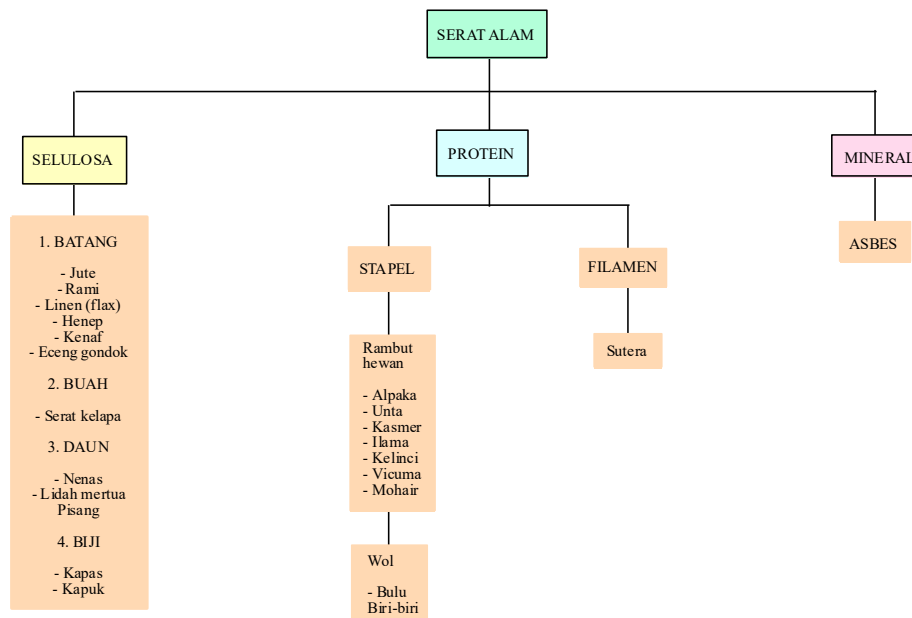 SERAT ALAM
SELULOSA
PROTEIN
MINERAL
1. BATANG
- Jute
- Rami
- Linen (flax)
- Henep
- Kenaf
- Eceng gondok
2. BUAH
- Serat kelapa
3. DAUN
- Nenas
- Lidah mertua
Pisang
4. BIJI
- Kapas
- Kapuk
STAPEL
Rambut
hewan
- Alpaka
- Unta
- Kasmer
- Ilama
- Kelinci
- Vicuma
- Mohair
Wol
- Bulu
Biri-biri
FILAMEN
Sutera
ASBES